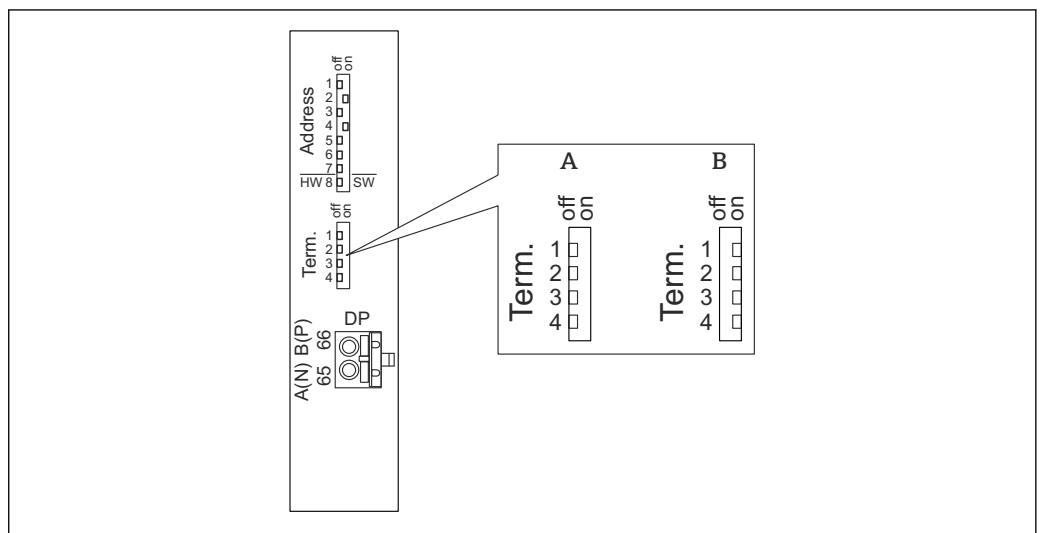 off
on
Address
1
2
3
4
5
6
7
HW 8 SW
off
on
Term.
1
2
3
4
DP
B(P) 66
A(N) 65
A
off
on
Term.
1
2
3
4
B
off
on
Term.
1
2
3
4